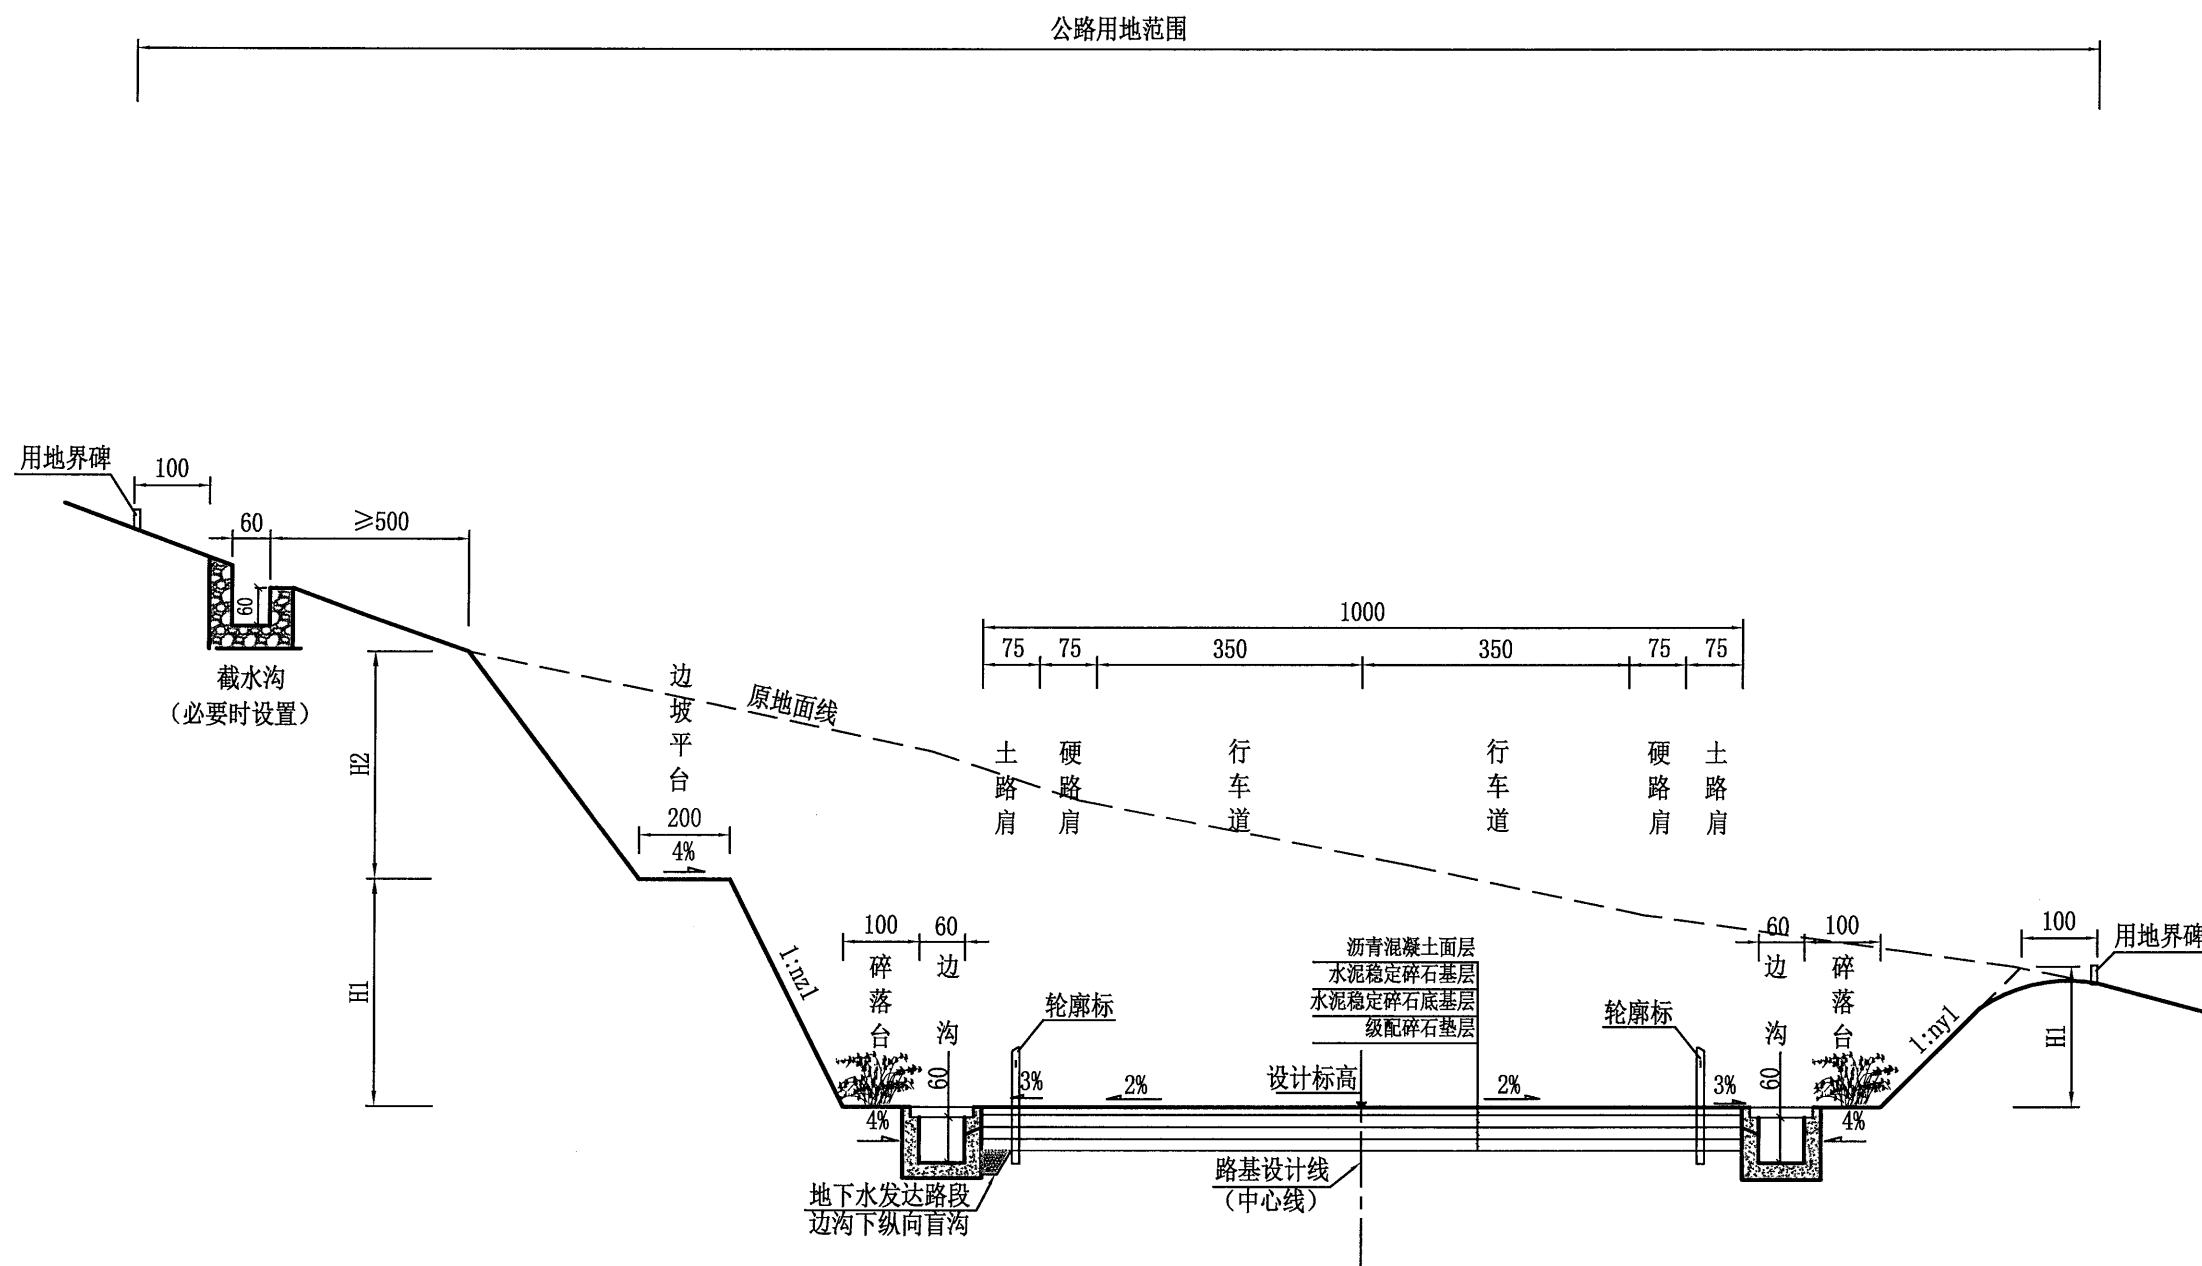 公路用地范围
用地界碑
100
60
≥500
60
截水沟
（必要时设置）
H2
H1
边坡平台
200
4%
原地面线
1:nz1
1000
75
75
350
350
75
75
土路肩
硬路肩
行车道
行车道
硬路肩
土路肩
100
60
碎落台
边沟
60
4%
轮廓标
3%
2%
沥青混凝土面层
水泥稳定碎石基层
水泥稳定碎石底基层
级配碎石垫层
设计标高
2%
轮廓标
3%
60
100
边沟
碎落台
60
4%
1:ny1
H1
100
用地界碑
地下水发达路段
边沟下纵向盲沟
路基设计线
（中心线）